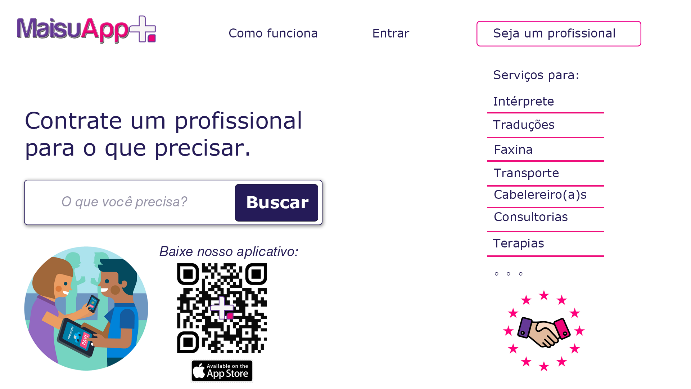 MaisuApp+
Como funciona
Entrar
Seja um profissional
Contrate um profissional
para o que precisar.
O que você precisa?
Buscar
Baixe nosso aplicativo:
Available on the
App Store
Serviços para:
Intérprete
Traduções
Faxina
Transporte
Cabelereiro(a)s
Consultorias
Terapias